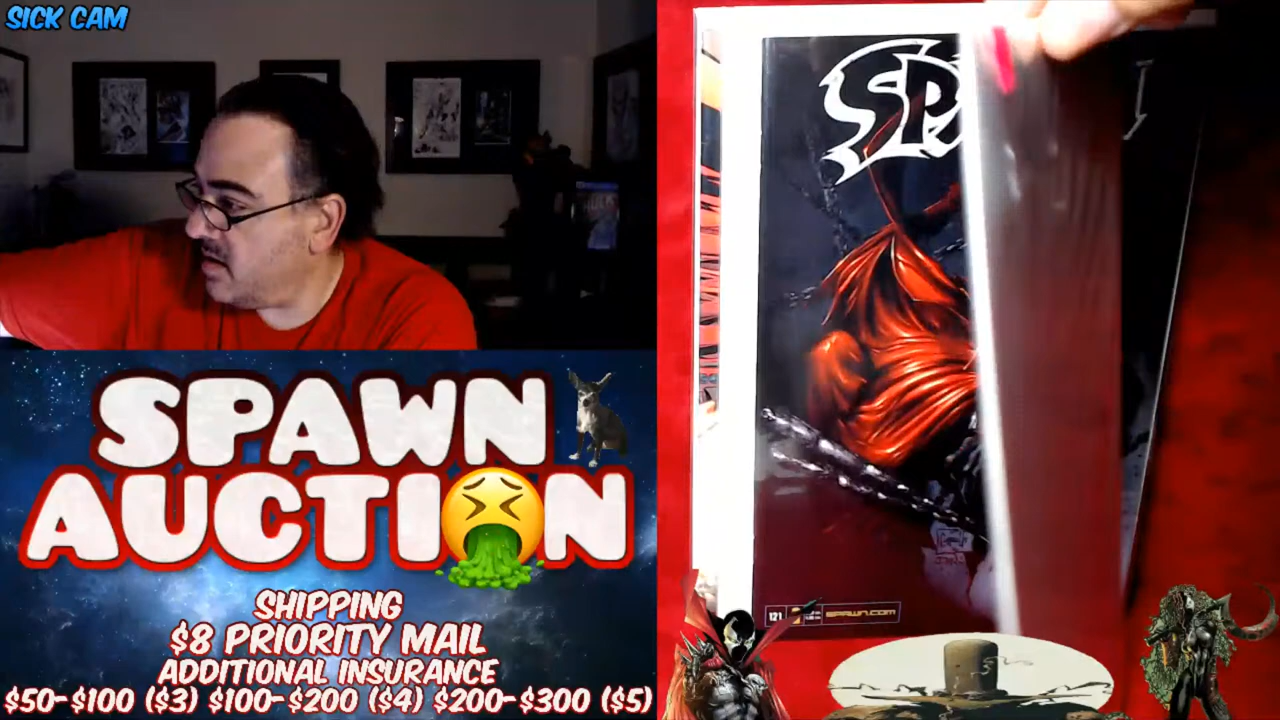 SICK CAM
SPAWN
AUCTION
SHIPPING
$8 PRIORITY MAIL
ADDITIONAL INSURANCE
$50-$100 ($3) $100-$200 ($4) $200-$300 ($5)
SPA
121
SPAWN.COM